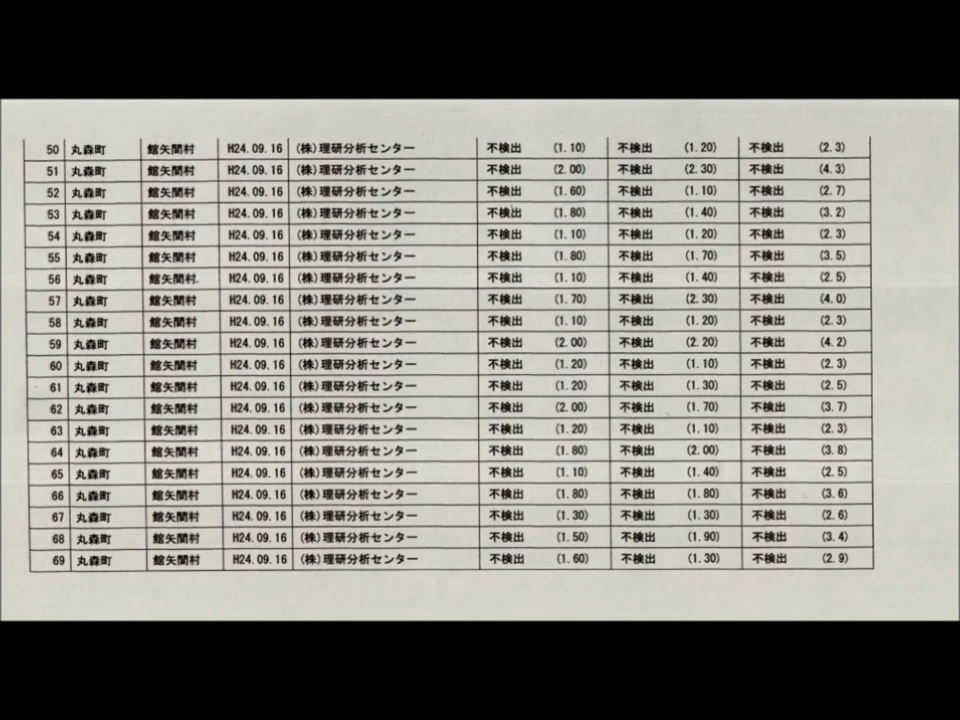 50 丸森町 館矢間村 H24.09.16 (株)理研分析センター 不検出 (1.10) 不検出 (1.20) 不検出 (2.3)
51 丸森町 館矢間村 H24.09.16 (株)理研分析センター 不検出 (2.00) 不検出 (2.30) 不検出 (4.3)
52 丸森町 館矢間村 H24.09.16 (株)理研分析センター 不検出 (1.60) 不検出 (1.10) 不検出 (2.7)
53 丸森町 館矢間村 H24.09.16 (株)理研分析センター 不検出 (1.80) 不検出 (1.40) 不検出 (3.2)
54 丸森町 館矢間村 H24.09.16 (株)理研分析センター 不検出 (1.10) 不検出 (1.20) 不検出 (2.3)
55 丸森町 館矢間村 H24.09.16 (株)理研分析センター 不検出 (1.80) 不検出 (1.70) 不検出 (3.5)
56 丸森町 館矢間村 H24.09.16 (株)理研分析センター 不検出 (1.10) 不検出 (1.40) 不検出 (2.5)
57 丸森町 館矢間村 H24.09.16 (株)理研分析センター 不検出 (1.70) 不検出 (2.30) 不検出 (4.0)
58 丸森町 館矢間村 H24.09.16 (株)理研分析センター 不検出 (1.10) 不検出 (1.20) 不検出 (2.3)
59 丸森町 館矢間村 H24.09.16 (株)理研分析センター 不検出 (2.00) 不検出 (2.20) 不検出 (4.2)
60 丸森町 館矢間村 H24.09.16 (株)理研分析センター 不検出 (1.20) 不検出 (1.10) 不検出 (2.3)
61 丸森町 館矢間村 H24.09.16 (株)理研分析センター 不検出 (1.20) 不検出 (1.30) 不検出 (2.5)
62 丸森町 館矢間村 H24.09.16 (株)理研分析センター 不検出 (2.00) 不検出 (1.70) 不検出 (3.7)
63 丸森町 館矢間村 H24.09.16 (株)理研分析センター 不検出 (1.20) 不検出 (1.10) 不検出 (2.3)
64 丸森町 館矢間村 H24.09.16 (株)理研分析センター 不検出 (1.80) 不検出 (2.00) 不検出 (3.8)
65 丸森町 館矢間村 H24.09.16 (株)理研分析センター 不検出 (1.10) 不検出 (1.40) 不検出 (2.5)
66 丸森町 館矢間村 H24.09.16 (株)理研分析センター 不検出 (1.80) 不検出 (1.80) 不検出 (3.6)
67 丸森町 館矢間村 H24.09.16 (株)理研分析センター 不検出 (1.30) 不検出 (1.30) 不検出 (2.6)
68 丸森町 館矢間村 H24.09.16 (株)理研分析センター 不検出 (1.50) 不検出 (1.90) 不検出 (3.4)
69 丸森町 館矢間村 H24.09.16 (株)理研分析センター 不検出 (1.60) 不検出 (1.30) 不検出 (2.9)